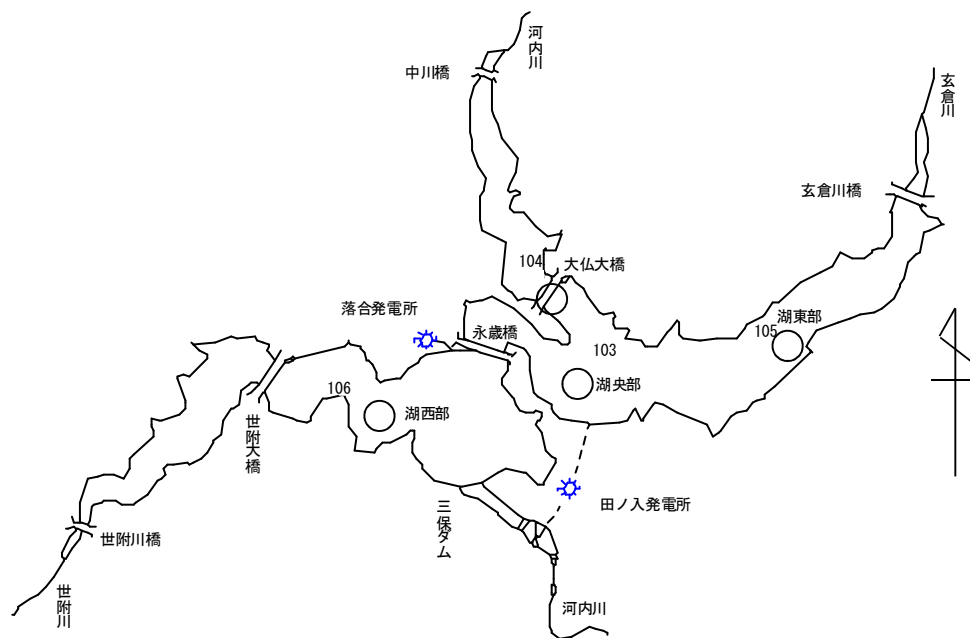 河内川
中川橋
玄倉川
玄倉川橋
104
大仏大橋
落合発電所
永歳橋
103
湖東部
105
湖央部
106
湖西部
世附大橋
三保ダム
田ノ入発電所
世附川橋
世附川
河内川